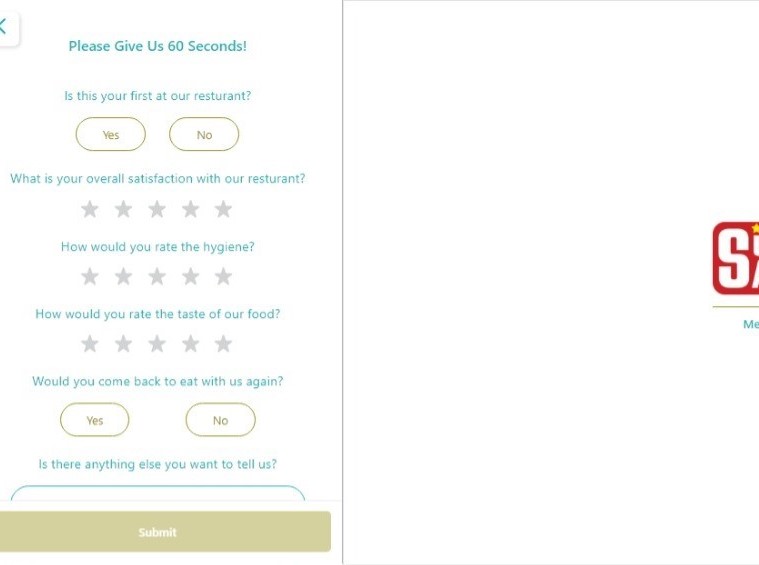 Please Give Us 60 Seconds!
Is this your first at our resturant?
Yes No
What is your overall satisfaction with our resturant?
How would you rate the hygiene?
How would you rate the taste of our food?
Would you come back to eat with us again?
Yes No
Is there anything else you want to tell us?
Submit
Me